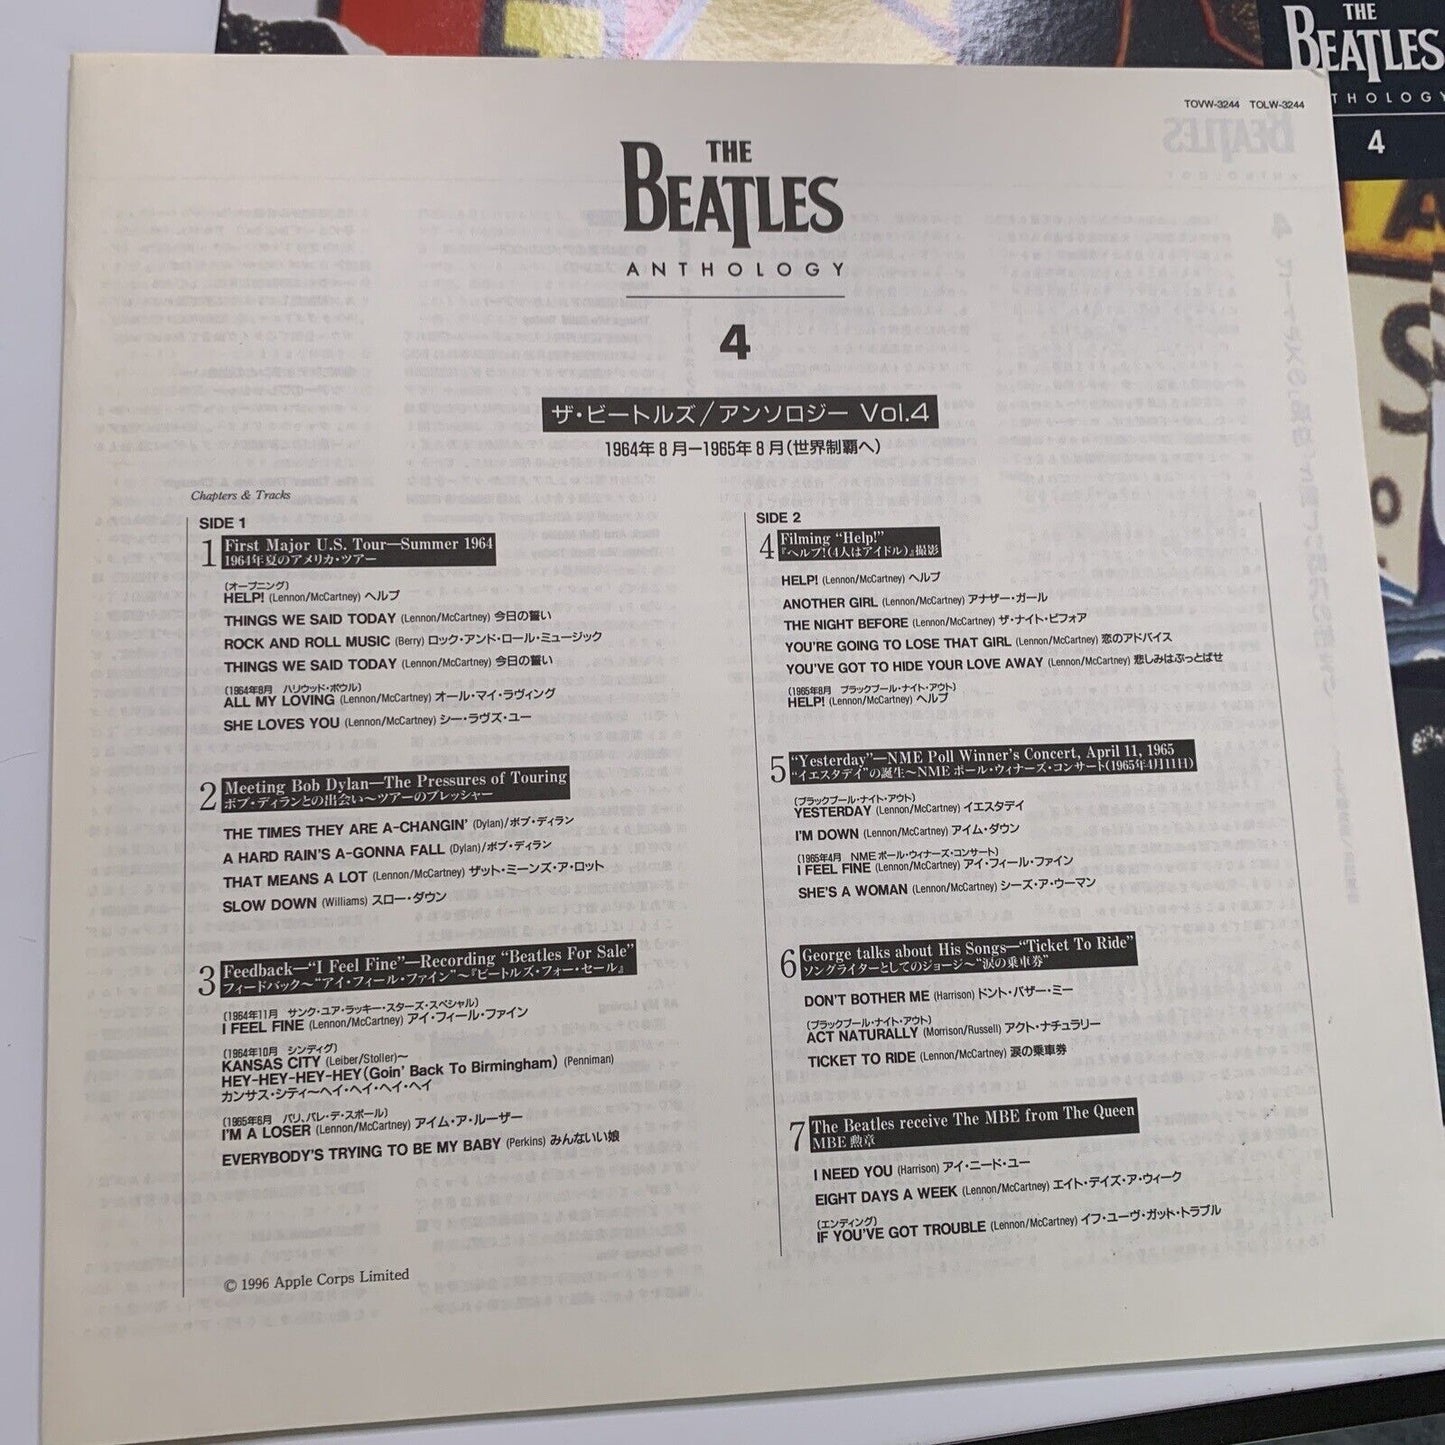 THE
BEATLES
4
TOVW-3244 TOLW-3244
THE
BEATLES
ANTHOLOGY
4
ザ・ビートルズ/アンソロジー Vol.4
1964年8月ー1965年8月(世界制覇へ)
Chapters & Tracks
SIDE 1
1 First Major U.S. Tour—Summer 1964
1964年夏のアメリカ・ツアー
(オープニング)
HELP! (Lennon/McCartney) ヘルプ
THINGS WE SAID TODAY (Lennon/McCartney) 今日の誓い
ROCK AND ROLL MUSIC (Berry) ロック・アンド・ロール・ミュージック
THINGS WE SAID TODAY (Lennon/McCartney) 今日の誓い
(1964年8月 ハリウッド・ボウル)
ALL MY LOVING (Lennon/McCartney) オール・マイ・ラヴィング
SHE LOVES YOU (Lennon/McCartney) シー・ラヴズ・ユー
2 Meeting Bob Dylan—The Pressures of Touring
ボブ・ディランとの出会い〜ツアーのプレッシャー
THE TIMES THEY ARE A-CHANGIN' (Dylan)/ボブ・ディラン
A HARD RAIN'S A-GONNA FALL (Dylan)/ボブ・ディラン
THAT MEANS A LOT (Lennon/McCartney) ザット・ミーンズ・ア・ロット
SLOW DOWN (Williams) スロー・ダウン
3 Feedback—“I Feel Fine”—Recording “Beatles For Sale”
フィードバック〜“アイ・フィール・ファイン”〜『ビートルズ・フォー・セール』
(1964年11月 サンク・ユア・ラッキー・スターズ・スペシャル)
I FEEL FINE (Lennon/McCartney) アイ・フィール・ファイン
(1964年10月 シンディグ)
KANSAS CITY (Leiber/Stoller)〜
HEY-HEY-HEY-HEY(Goin' Back To Birmingham) (Penniman)
カンサス・シティ〜ヘイ・ヘイ・ヘイ・ヘイ
(1965年6月 パリ、パレ・デ・スポール)
I'M A LOSER (Lennon/McCartney) アイム・ア・ルーザー
EVERYBODY'S TRYING TO BE MY BABY (Perkins) みんないい娘
© 1996 Apple Corps Limited
SIDE 2
4 Filming “Help!”
『ヘルプ!(4人はアイドル)』撮影
HELP! (Lennon/McCartney) ヘルプ
ANOTHER GIRL (Lennon/McCartney) アナザー・ガール
THE NIGHT BEFORE (Lennon/McCartney) ザ・ナイト・ビフォア
YOU'RE GOING TO LOSE THAT GIRL (Lennon/McCartney) 恋のアドバイス
YOU'VE GOT TO HIDE YOUR LOVE AWAY (Lennon/McCartney) 悲しみはぶっとばせ
(1965年8月 ブラックプール・ナイト・アウト)
HELP! (Lennon/McCartney) ヘルプ
5 “Yesterday”—NME Poll Winner's Concert, April 11, 1965
“イエスタデイ”の誕生〜NMEポール・ウィナーズ・コンサート(1965年4月11日)
(ブラックプール・ナイト・アウト)
YESTERDAY (Lennon/McCartney) イエスタデイ
I'M DOWN (Lennon/McCartney) アイム・ダウン
(1965年4月 NMEポール・ウィナーズ・コンサート)
I FEEL FINE (Lennon/McCartney) アイ・フィール・ファイン
SHE'S A WOMAN (Lennon/McCartney) シーズ・ア・ウーマン
6 George talks about His Songs—“Ticket To Ride”
ソングライターとしてのジョージ〜“涙の乗車券”
DON'T BOTHER ME (Harrison) ドント・バザー・ミー
(ブラックプール・ナイト・アウト)
ACT NATURALLY (Morrison/Russell) アクト・ナチュラリー
TICKET TO RIDE (Lennon/McCartney) 涙の乗車券
7 The Beatles receive The MBE from The Queen
MBE勲章
I NEED YOU (Harrison) アイ・ニード・ユー
EIGHT DAYS A WEEK (Lennon/McCartney) エイト・デイズ・ア・ウィーク
(エンディング)
IF YOU'VE GOT TROUBLE (Lennon/McCartney) イフ・ユーヴ・ガット・トラブル